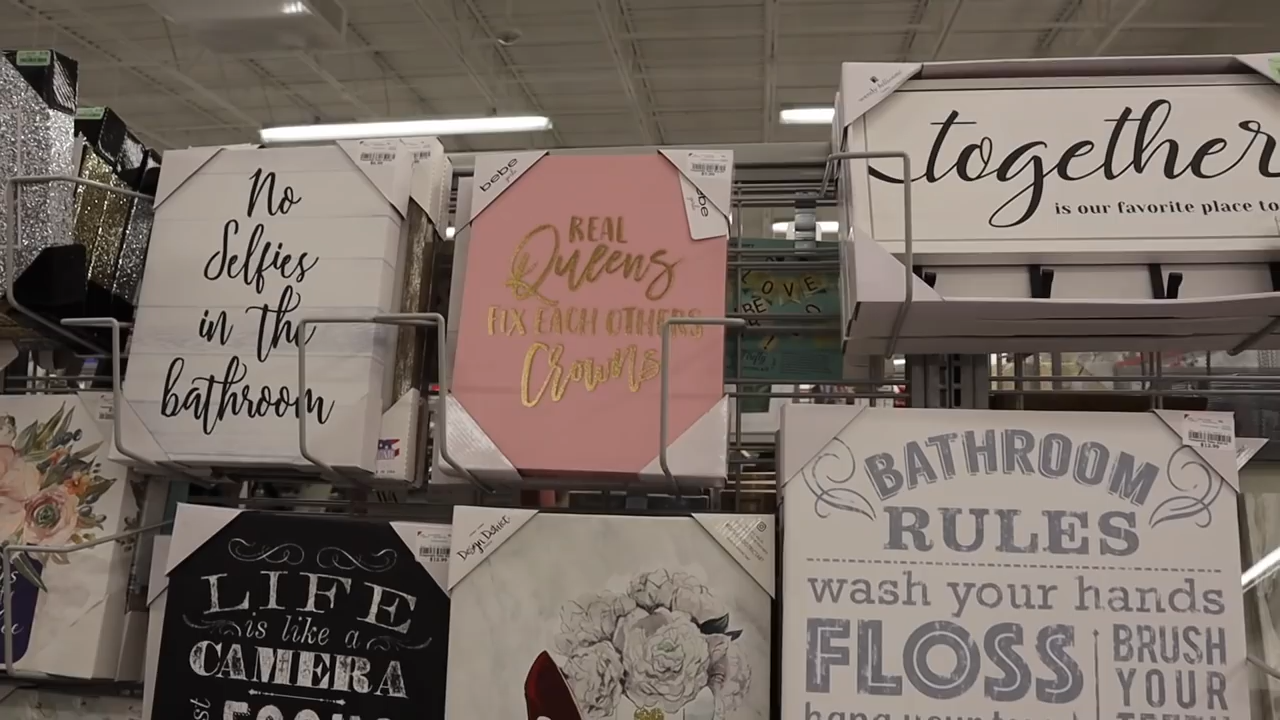 No
Selfies
in the
bathroom
bebe
REAL
Queens
FIX EACH OTHERS
Crowns
LOVE
together
is our favorite place to
LIFE
is like a
CAMERA
Design District
BATHROOM
RULES
wash your hands
FLOSS
BRUSH
YOUR